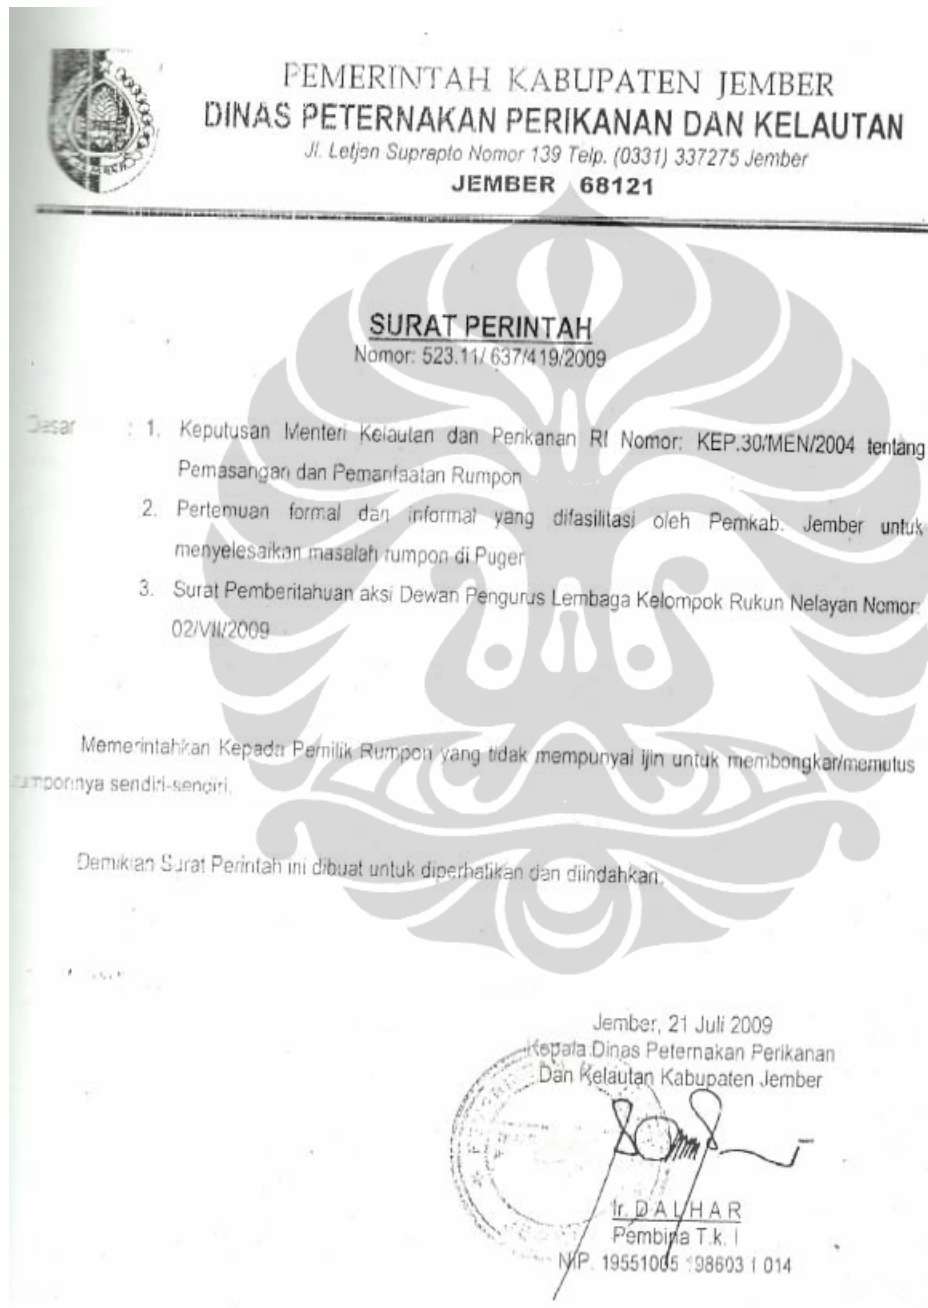 PEMERINTAH KABUPATEN JEMBER
DINAS PETERNAKAN PERIKANAN DAN KELAUTAN
Jl. Letjen Suprapto Nomor 139 Telp. (0331) 337275 Jember
JEMBER 68121
SURAT PERINTAH
Nomor: 523.11/ 637/419/2009
Dasar : 1. Keputusan Menteri Kelautan dan Perikanan RI Nomor: KEP.30/MEN/2004 tentang
Pemasangan dan Pemanfaatan Rumpon
2. Pertemuan formal dan informal yang difasilitasi oleh Pemkab. Jember untuk
menyelesaikan masalah rumpon di Puger
3. Surat Pemberitahuan aksi Dewan Pengurus Lembaga Kelompok Rukun Nelayan Nomor:
02/VII/2009
Memerintahkan Kepada Pemilik Rumpon yang tidak mempunyai ijin untuk membongkar/memutus
rumponnya sendiri-sendiri.
Demikian Surat Perintah ini dibuat untuk diperhatikan dan diindahkan.
Jember, 21 Juli 2009
Kepala Dinas Peternakan Perikanan
Dan Kelautan Kabupaten Jember
Ir. D A L H A R
Pembina T.k. I
NIP. 19551005 198603 1 014